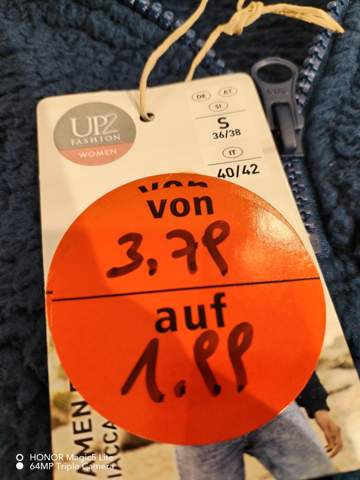 UP2
FASHION
WOMEN
DE AT
SI
S
36/38
IT
40/42
von
von
3,79
auf
1,99
HONOR Magic5 Lite
64MP Triple Camera